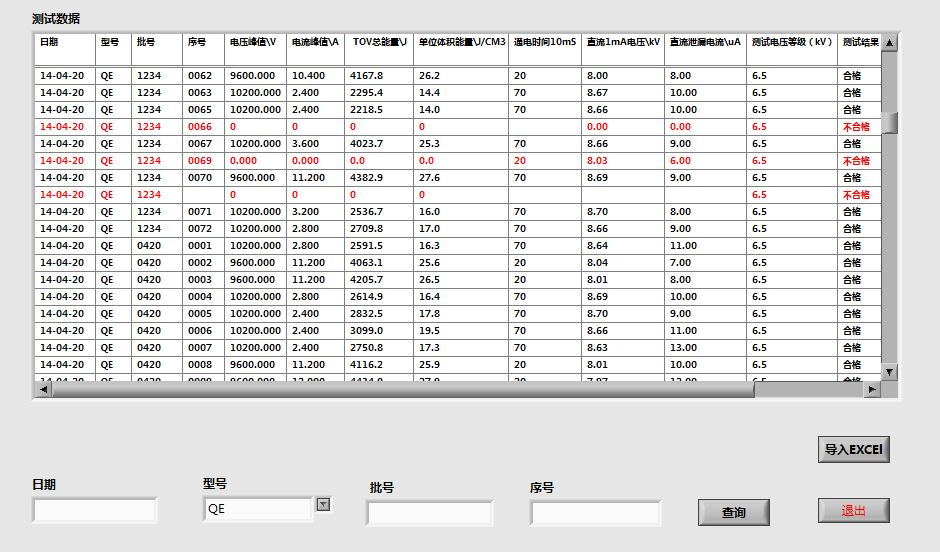 测试数据
日期 型号 批号 序号 电压峰值\V 电流峰值\A TOV总能量\J 单位体积能量\J/CM3 通电时间10mS 直流1mA电压\kV 直流泄漏电流\uA 测试电压等级（kV） 测试结果
14-04-20 QE 1234 0062 9600.000 10.400 4167.8 26.2 20 8.00 8.00 6.5 合格
14-04-20 QE 1234 0063 10200.000 2.400 2295.4 14.4 70 8.67 10.00 6.5 合格
14-04-20 QE 1234 0065 10200.000 2.400 2218.5 14.0 70 8.66 10.00 6.5 合格
14-04-20 QE 1234 0066 0 0 0 0 0.00 0.00 6.5 不合格
14-04-20 QE 1234 0067 10200.000 3.600 4023.7 25.3 70 8.66 9.00 6.5 合格
14-04-20 QE 1234 0069 0.000 0.000 0.0 0.0 20 8.03 6.00 6.5 不合格
14-04-20 QE 1234 0070 9600.000 11.200 4382.9 27.6 70 8.69 9.00 6.5 合格
14-04-20 QE 1234 0 0 0 0 6.5 不合格
14-04-20 QE 1234 0071 10200.000 3.200 2536.7 16.0 70 8.70 8.00 6.5 合格
14-04-20 QE 1234 0072 10200.000 2.800 2709.8 17.0 70 8.66 9.00 6.5 合格
14-04-20 QE 0420 0001 10200.000 2.800 2591.5 16.3 70 8.64 11.00 6.5 合格
14-04-20 QE 0420 0002 9600.000 11.200 4063.1 25.6 20 8.04 7.00 6.5 合格
14-04-20 QE 0420 0003 9600.000 11.200 4205.7 26.5 20 8.01 8.00 6.5 合格
14-04-20 QE 0420 0004 10200.000 2.800 2614.9 16.4 70 8.69 10.00 6.5 合格
14-04-20 QE 0420 0005 10200.000 2.400 2832.5 17.8 70 8.70 9.00 6.5 合格
14-04-20 QE 0420 0006 10200.000 2.400 3099.0 19.5 70 8.66 11.00 6.5 合格
14-04-20 QE 0420 0007 10200.000 2.400 2750.8 17.3 70 8.63 13.00 6.5 合格
14-04-20 QE 0420 0008 9600.000 11.200 4116.2 25.9 20 8.01 10.00 6.5 合格
导入EXCEl
日期 型号 批号 序号
QE 查询 退出